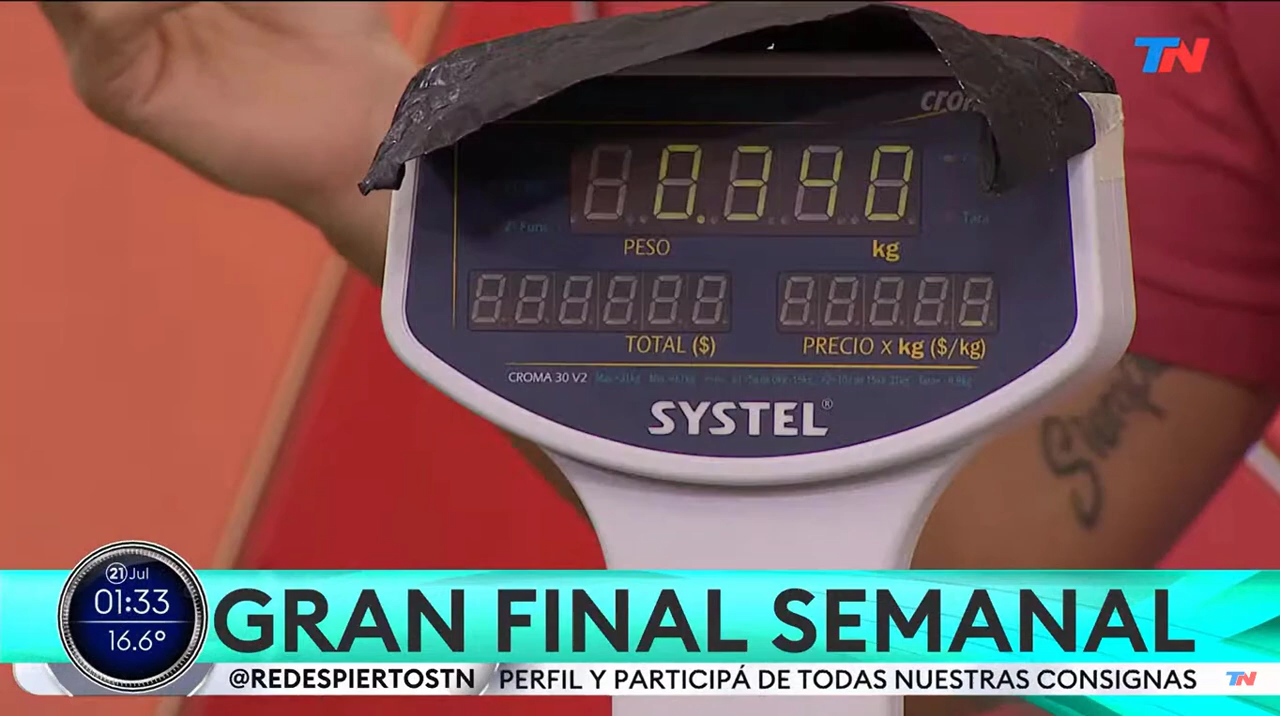 TN
0.340
PESO
kg
Tara
TOTAL ($)
PRECIO x kg ($/kg)
CROMA 30 V2
SYSTEL®
21 Jul
01:33
16.6°
GRAN FINAL SEMANAL
@REDESPIERTOSTN
PERFIL Y PARTICIPÁ DE TODAS NUESTRAS CONSIGNAS
TN